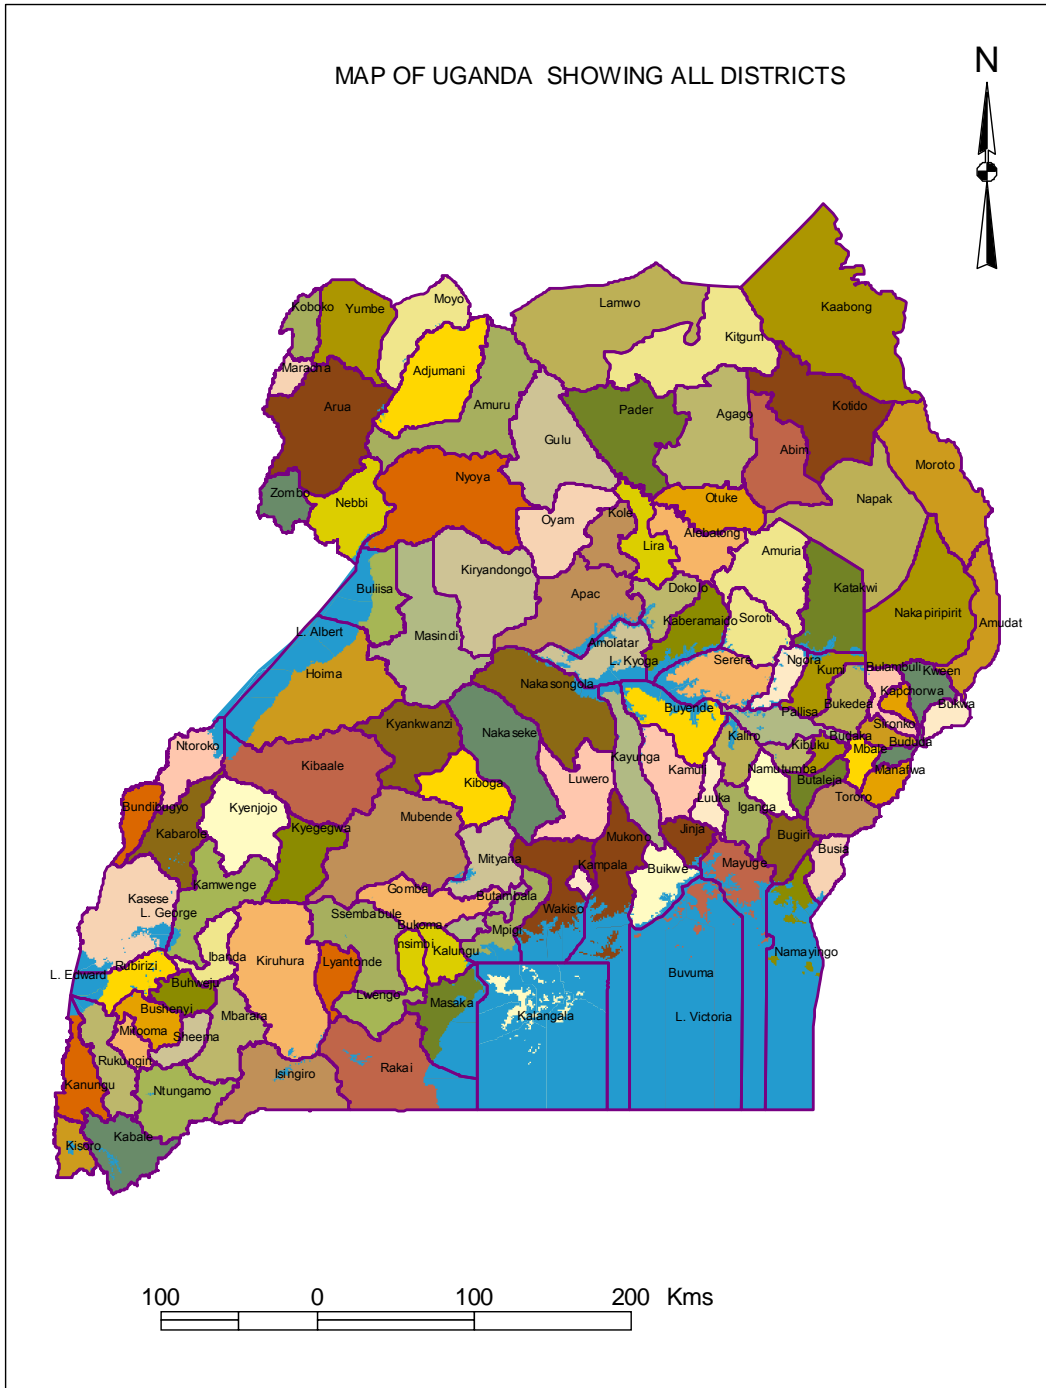 MAP OF UGANDA SHOWING ALL DISTRICTS
N
Kaabong
Moyo
Lamwo
Koboko
Yumbe
Kitgum
Maracha
Adjumani
Arua
Amuru
Pader
Agago
Kotido
Gulu
Abim
Moroto
Nyoya
Zombo
Nebbi
Otuke
Napak
Oyam
Kole
Alebatong
Lira
Amuria
Kiryandongo
Buliisa
Apac
Dokolo
Katakwi
Nakapiripirit
Kaberamaido
Soroti
Amudat
L. Albert
Masindi
Amolatar
L. Kyoga
Serere
Ngora
Kumi
Bulambuli
Kween
Hoima
Nakasongola
Kapchorwa
Bukedea
Bukwa
Buyende
Pallisa
Kyankwanzi
Nakaseke
Kaliro
Sironko
Ntoroko
Kibuku
Budaka
Bududa
Mbale
Kibaale
Kayunga
Kamuli
Namutumba
Manafwa
Butaleja
Kiboga
Luwero
Luuka
Tororo
Bundibugyo
Kyenjojo
Iganga
Kabarole
Kyegegwa
Mubende
Mukono
Jinja
Bugiri
Busia
Mityana
Kampala
Buikwe
Mayuge
Kamwenge
Gomba
Butambala
Kasese
L. George
Ssembabule
Bukoma
Wakiso
Mpigi
nsimbi
Kalungu
Namayingo
Ibanda
Kiruhura
Lyantonde
L. Edward
Rubirizi
Buhweju
Buvuma
Lwengo
Masaka
Bushenyi
Mbarara
Kalangala
L. Victoria
Mitooma
Sheema
Rukungiri
Rakai
Isingiro
Kanungu
Ntungamo
Kabale
Kisoro
100 0 100 200 Kms